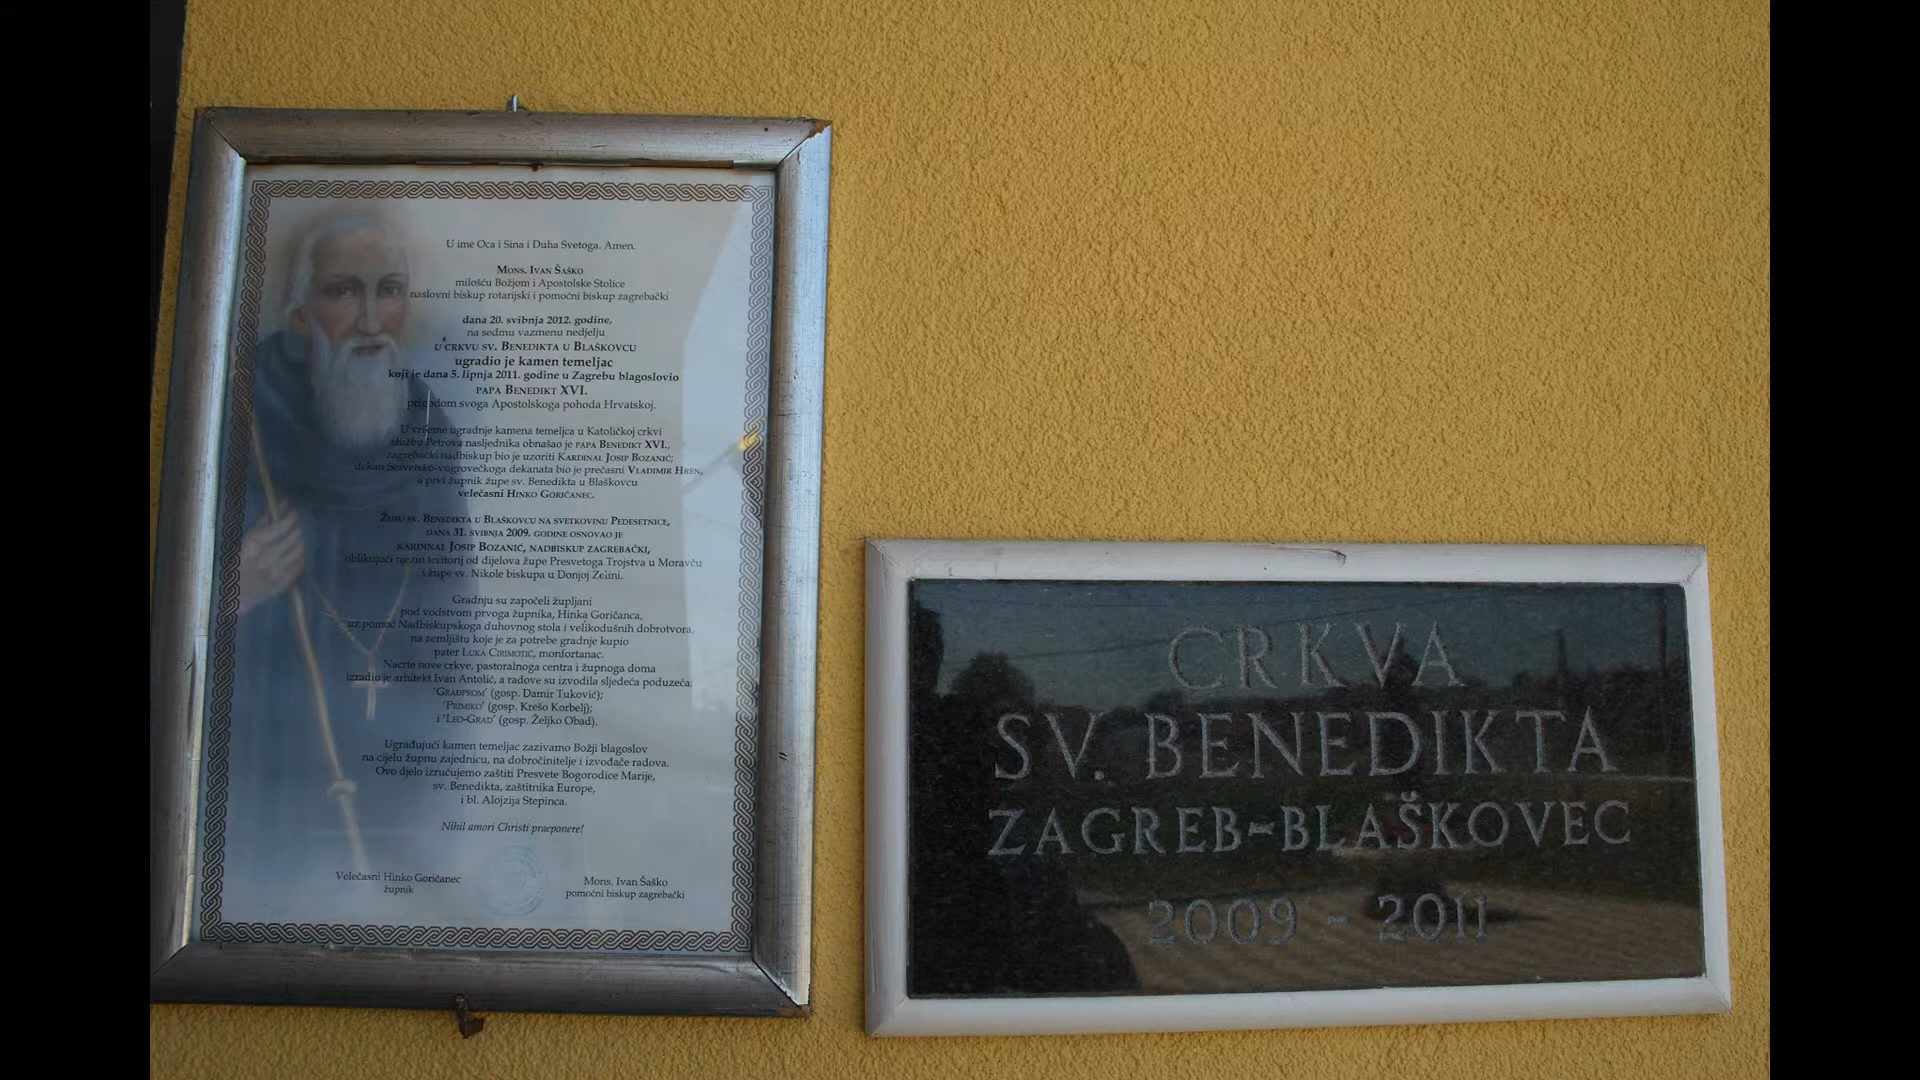 U ime Oca i Sina i Duha Svetoga. Amen.
MONS. IVAN ŠAŠKO
milošću Božjom i Apostolske Stolice
naslovni biskup rotarijski i pomoćni biskup zagrebački
dana 20. svibnja 2012. godine,
na sedmu vazmenu nedjelju
U CRKVU SV. BENEDIKTA U BLAŠKOVCU
ugradio je kamen temeljac
koji je dana 5. lipnja 2011. godine u Zagrebu blagoslovio
PAPA BENEDIKT XVI.
prigodom svoga Apostolskoga pohoda Hrvatskoj.
U vrijeme ugradnje kamena temeljca u Katoličkoj crkvi
službu Petrova nasljednika obnašao je PAPA BENEDIKT XVI.,
zagrebački nadbiskup bio je uzoriti KARDINAL JOSIP BOZANIĆ;
dekan Sesvetsko-vugrovečkoga dekanata bio je prečasni VLADIMIR HREN,
a prvi župnik župe sv. Benedikta u Blaškovcu
velečasni HINKO GORIČANEC.
ŽUPU SV. BENEDIKTA U BLAŠKOVCU NA SVETKOVINU PEDESETNICE,
DANA 31. SVIBNJA 2009. GODINE OSNOVAO JE
KARDINAL JOSIP BOZANIĆ, NADBISKUP ZAGREBAČKI,
oblikujući njezin teritorij od dijelova župe Presvetoga Trojstva u Moravču
i župe sv. Nikole biskupa u Donjoj Zelini.
Gradnju su započeli župljani
pod vodstvom prvoga župnika, Hinka Goričanca,
uz pomoć Nadbiskupskoga duhovnog stola i velikodušnih dobrotvora,
na zemljištu koje je za potrebe gradnje kupio
pater LUKA CIRIMOTIĆ, monfortanac.
Nacrte nove crkve, pastoralnoga centra i župnoga doma
izradio je arhitekt Ivan Antolić, a radove su izvodila sljedeća poduzeća:
'GRAĐPROM' (gosp. Damir Tuković);
'PRIMIKO' (gosp. Krešo Korbelj);
i 'LEO-GRAD' (gosp. Željko Obad).
Ugrađujući kamen temeljac zazivamo Božji blagoslov
na cijelu župnu zajednicu, na dobročinitelje i izvođače radova.
Ovo djelo izručujemo zaštiti Presvete Bogorodice Marije,
sv. Benedikta, zaštitnika Europe,
i bl. Alojzija Stepinca.
Nihil amori Christi praeponere!
Velečasni Hinko Goričanec
župnik
Mons. Ivan Šaško
pomoćni biskup zagrebački
CRKVA
SV. BENEDIKTA
ZAGREB-BLAŠKOVEC
2009 - 2011